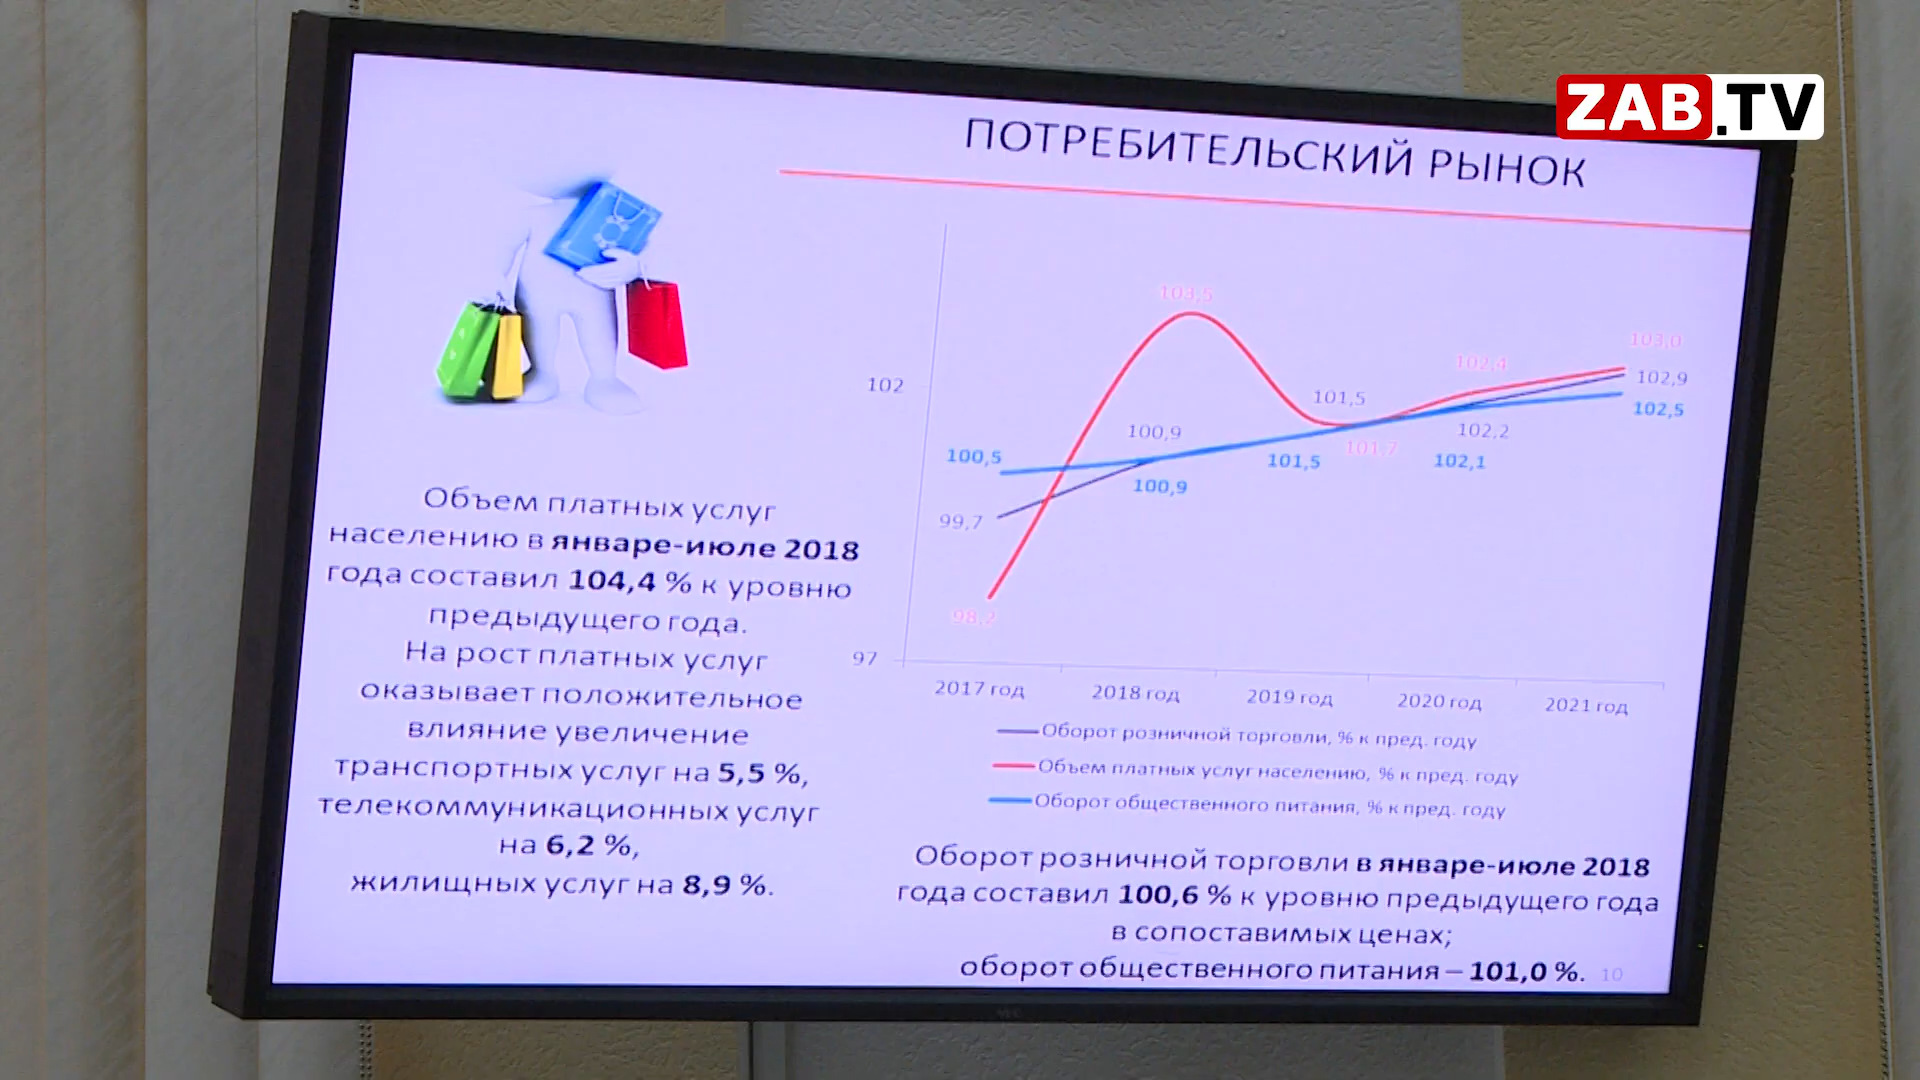 ZAB.TV
ПОТРЕБИТЕЛЬСКИЙ РЫНОК
Объем платных услуг
населению в январе-июле 2018
года составил 104,4 % к уровню
предыдущего года.
На рост платных услуг
оказывает положительное
влияние увеличение
транспортных услуг на 5,5 %,
телекоммуникационных услуг
на 6,2 %,
жилищных услуг на 8,9 %.
103,5
103,0
102,4
102
102,9
101,5
102,5
100,9
102,2
100,5
101,7
101,5
102,1
100,9
99,7
98,2
97
2017 год 2018 год 2019 год 2020 год 2021 год
Оборот розничной торговли, % к пред. году
Объем платных услуг населению, % к пред. году
Оборот общественного питания, % к пред. году
Оборот розничной торговли в январе-июле 2018
года составил 100,6 % к уровню предыдущего года
в сопоставимых ценах;
оборот общественного питания – 101,0 %.
10